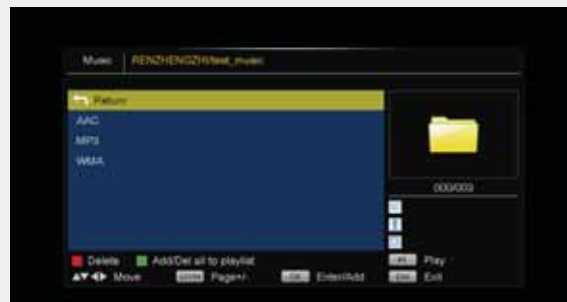 Music RENZHENGZHI/test_music
Return
AAC
MP3
WMA
000/003
Delete Add/Del all to playlist Play
Move Page+/- OK Enter/Add Exit Exit